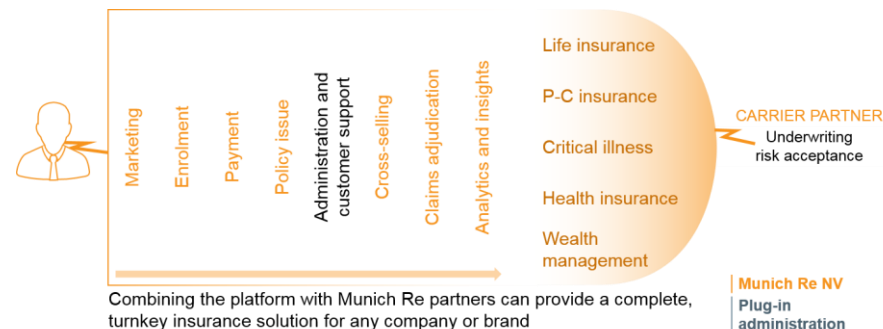 Marketing
Enrolment
Payment
Policy issue
Administration and
customer support
Cross-selling
Claims adjudication
Analytics and insights
Life insurance
P-C insurance
Critical illness
Health insurance
Wealth
management
CARRIER PARTNER
Underwriting
risk acceptance
Combining the platform with Munich Re partners can provide a complete,
turnkey insurance solution for any company or brand
Munich Re NV
Plug-in
administration